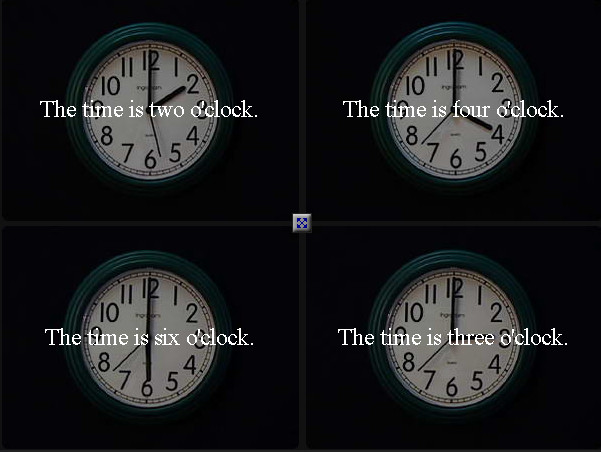 The time is two o'clock.
The time is four o'clock.
The time is six o'clock.
The time is three o'clock.